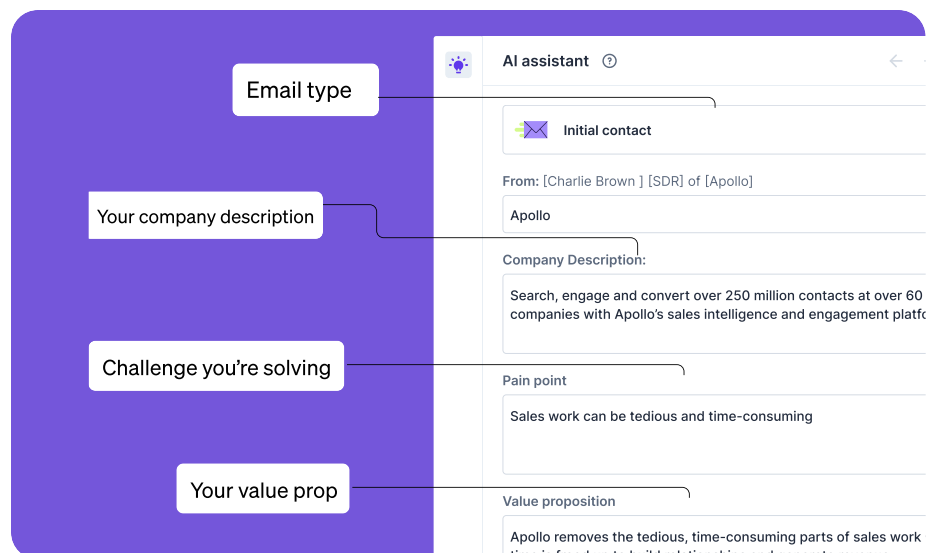 AI assistant ?
Email type
Initial contact
From: [Charlie Brown ] [SDR] of [Apollo]
Your company description
Apollo
Company Description:
Search, engage and convert over 250 million contacts at over 60
companies with Apollo’s sales intelligence and engagement
Challenge you’re solving
Pain point
Sales work can be tedious and time-consuming
Your value prop
Value proposition
Apollo removes the tedious, time-consuming parts of sales work